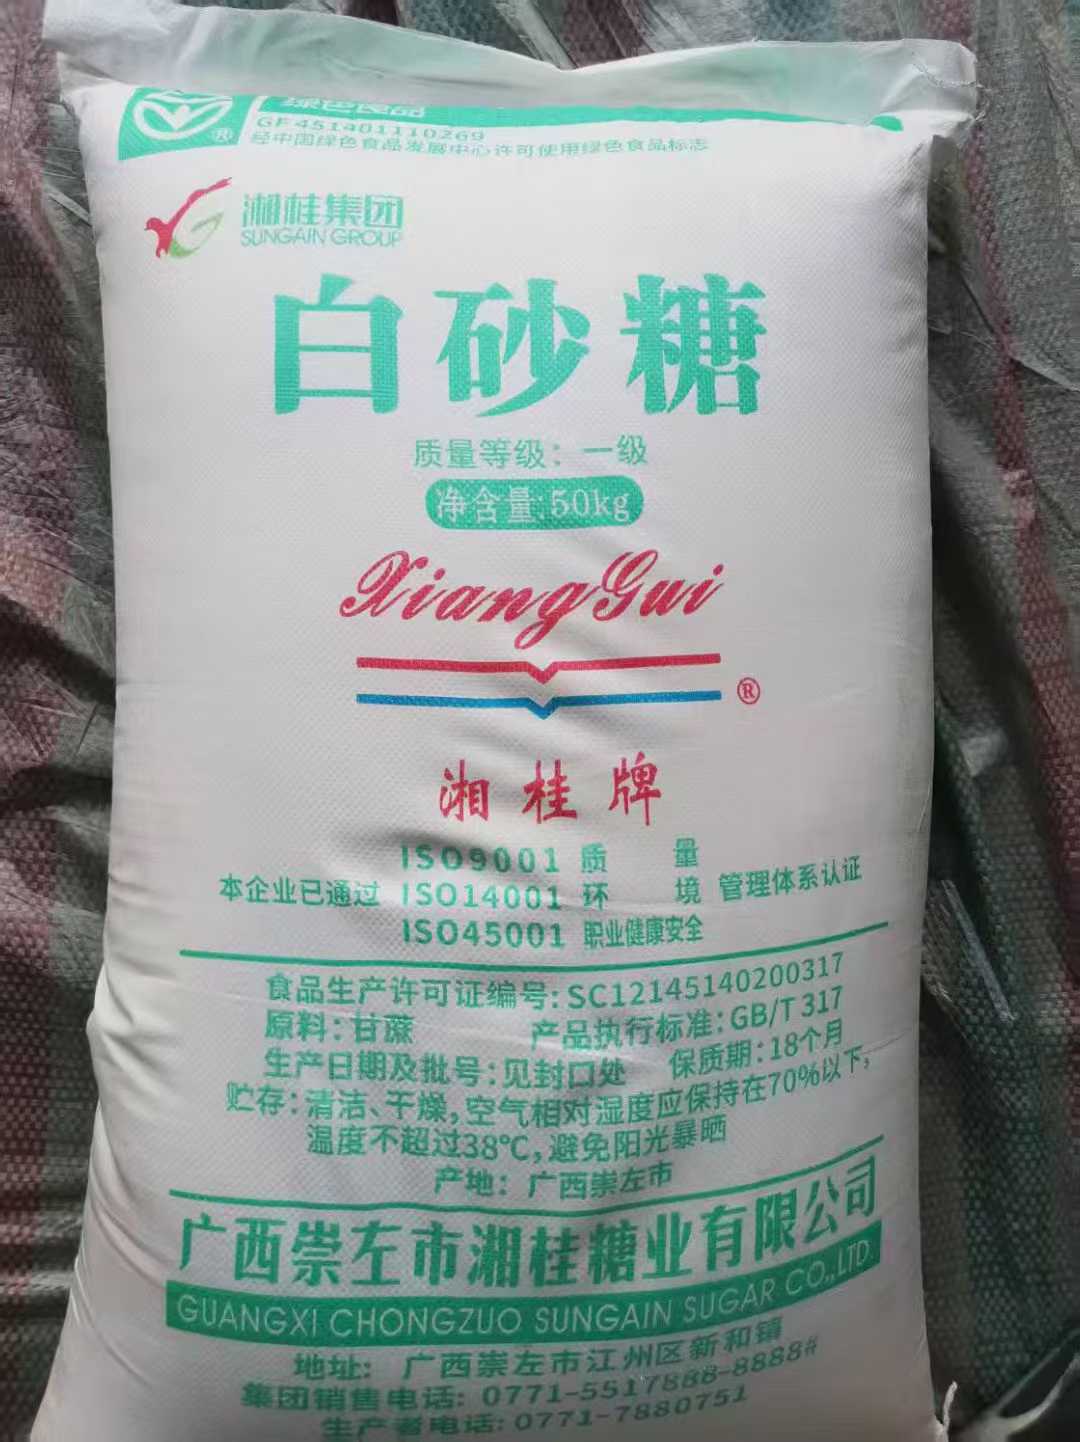 绿色食品
GF451401110269
经中国绿色食品发展中心许可使用绿色食品标志
湘桂集团
SUNGAIN GROUP
白砂糖
质量等级：一级
净含量:50kg
XiangGui
®
湘桂牌
ISO9001 质量
本企业已通过 ISO14001 环境 管理体系认证
ISO45001 职业健康安全
食品生产许可证编号:SC12145140200317
原料:甘蔗 产品执行标准:GB/T 317
生产日期及批号:见封口处 保质期:18个月
贮存:清洁、干燥,空气相对湿度应保持在70%以下,
温度不超过38℃,避免阳光暴晒
产地：广西崇左市
广西崇左市湘桂糖业有限公司
GUANGXI CHONGZUO SUNGAIN SUGAR CO.,LTD.
地址：广西崇左市江州区新和镇
集团销售电话: 0771-5517888-8888#
生产者电话: 0771-7880751